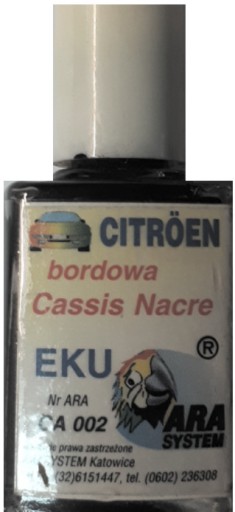 CITRÖEN
bordowa
Cassis Nacre
EKU
®
Nr ARA
CA 002
ARA
SYSTEM
prawa zastrzeżone
SYSTEM Katowice
(32)6151447, tel. (0602) 236308